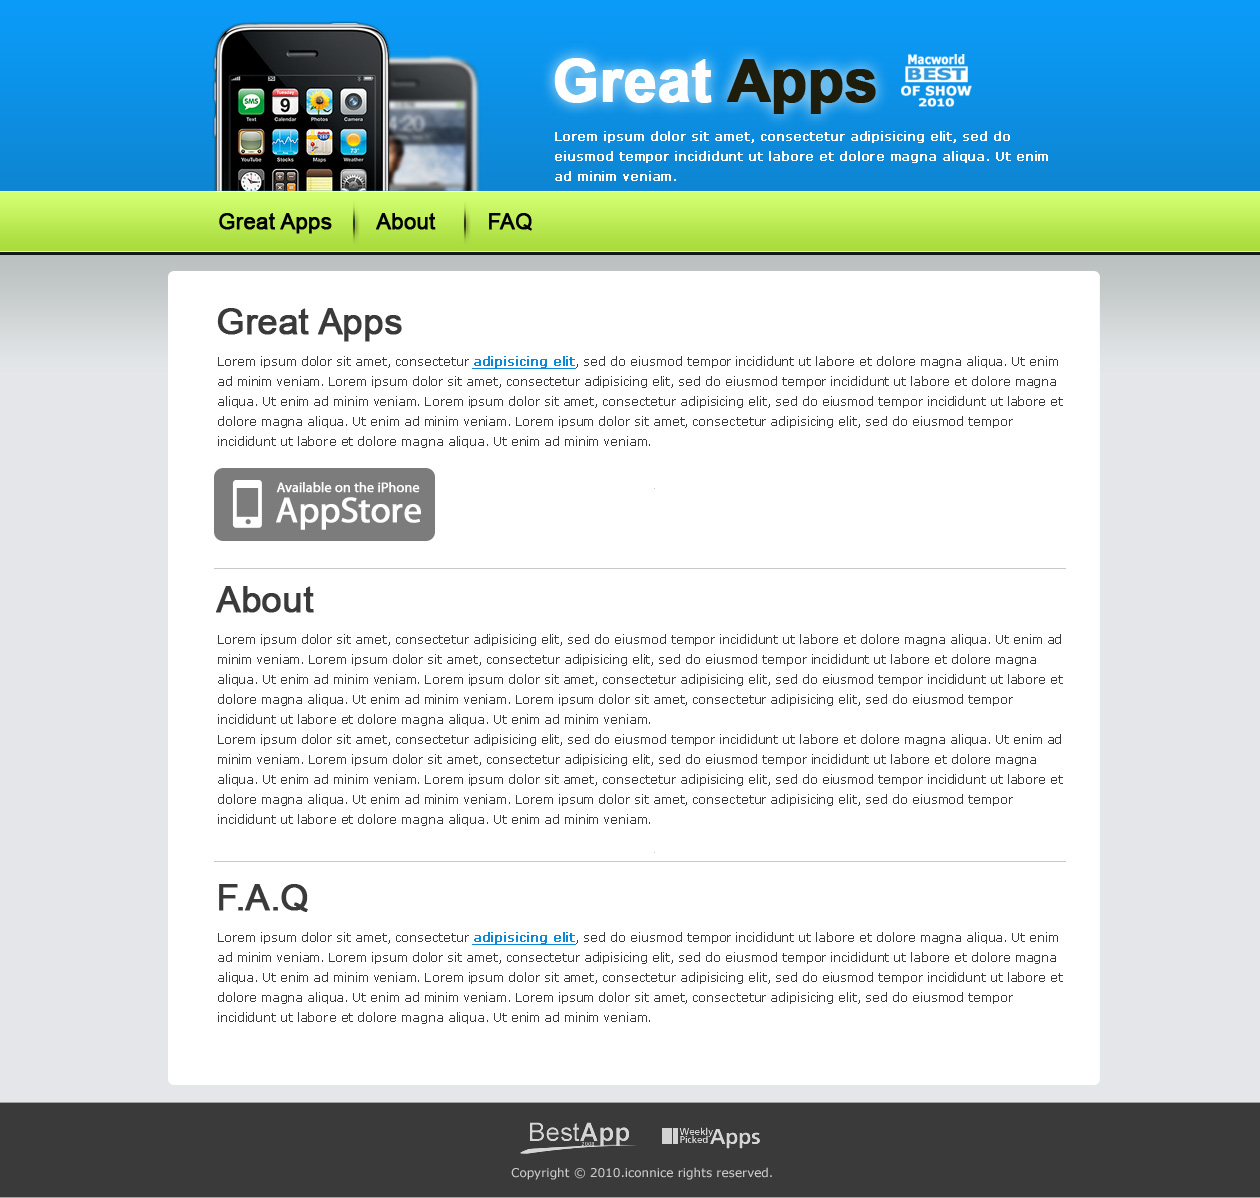 Great Apps
Macworld
BEST
OF SHOW
2010
Lorem ipsum dolor sit amet, consectetur adipisicing elit, sed do
eiusmod tempor incididunt ut labore et dolore magna aliqua. Ut enim
ad minim veniam.
SMS
Tuesday
9
Text Calendar Photos Camera
280
73°
YouTube Stocks Maps Weather
4:20
Great Apps About FAQ
Great Apps
Lorem ipsum dolor sit amet, consectetur adipisicing elit, sed do eiusmod tempor incididunt ut labore et dolore magna aliqua. Ut enim
ad minim veniam. Lorem ipsum dolor sit amet, consectetur adipisicing elit, sed do eiusmod tempor incididunt ut labore et dolore magna
aliqua. Ut enim ad minim veniam. Lorem ipsum dolor sit amet, consectetur adipisicing elit, sed do eiusmod tempor incididunt ut labore et
dolore magna aliqua. Ut enim ad minim veniam. Lorem ipsum dolor sit amet, consectetur adipisicing elit, sed do eiusmod tempor
incididunt ut labore et dolore magna aliqua. Ut enim ad minim veniam.
Available on the iPhone
AppStore
About
Lorem ipsum dolor sit amet, consectetur adipisicing elit, sed do eiusmod tempor incididunt ut labore et dolore magna aliqua. Ut enim ad
minim veniam. Lorem ipsum dolor sit amet, consectetur adipisicing elit, sed do eiusmod tempor incididunt ut labore et dolore magna
aliqua. Ut enim ad minim veniam. Lorem ipsum dolor sit amet, consectetur adipisicing elit, sed do eiusmod tempor incididunt ut labore et
dolore magna aliqua. Ut enim ad minim veniam. Lorem ipsum dolor sit amet, consectetur adipisicing elit, sed do eiusmod tempor
incididunt ut labore et dolore magna aliqua. Ut enim ad minim veniam.
Lorem ipsum dolor sit amet, consectetur adipisicing elit, sed do eiusmod tempor incididunt ut labore et dolore magna aliqua. Ut enim ad
minim veniam. Lorem ipsum dolor sit amet, consectetur adipisicing elit, sed do eiusmod tempor incididunt ut labore et dolore magna
aliqua. Ut enim ad minim veniam. Lorem ipsum dolor sit amet, consectetur adipisicing elit, sed do eiusmod tempor incididunt ut labore et
dolore magna aliqua. Ut enim ad minim veniam. Lorem ipsum dolor sit amet, consectetur adipisicing elit, sed do eiusmod tempor
incididunt ut labore et dolore magna aliqua. Ut enim ad minim veniam.
F.A.Q
Lorem ipsum dolor sit amet, consectetur adipisicing elit, sed do eiusmod tempor incididunt ut labore et dolore magna aliqua. Ut enim
ad minim veniam. Lorem ipsum dolor sit amet, consectetur adipisicing elit, sed do eiusmod tempor incididunt ut labore et dolore magna
aliqua. Ut enim ad minim veniam. Lorem ipsum dolor sit amet, consectetur adipisicing elit, sed do eiusmod tempor incididunt ut labore et
dolore magna aliqua. Ut enim ad minim veniam. Lorem ipsum dolor sit amet, consectetur adipisicing elit, sed do eiusmod tempor
incididunt ut labore et dolore magna aliqua. Ut enim ad minim veniam.
BestApp
Weekly
Picked Apps
Copyright © 2010.iconnice rights reserved.